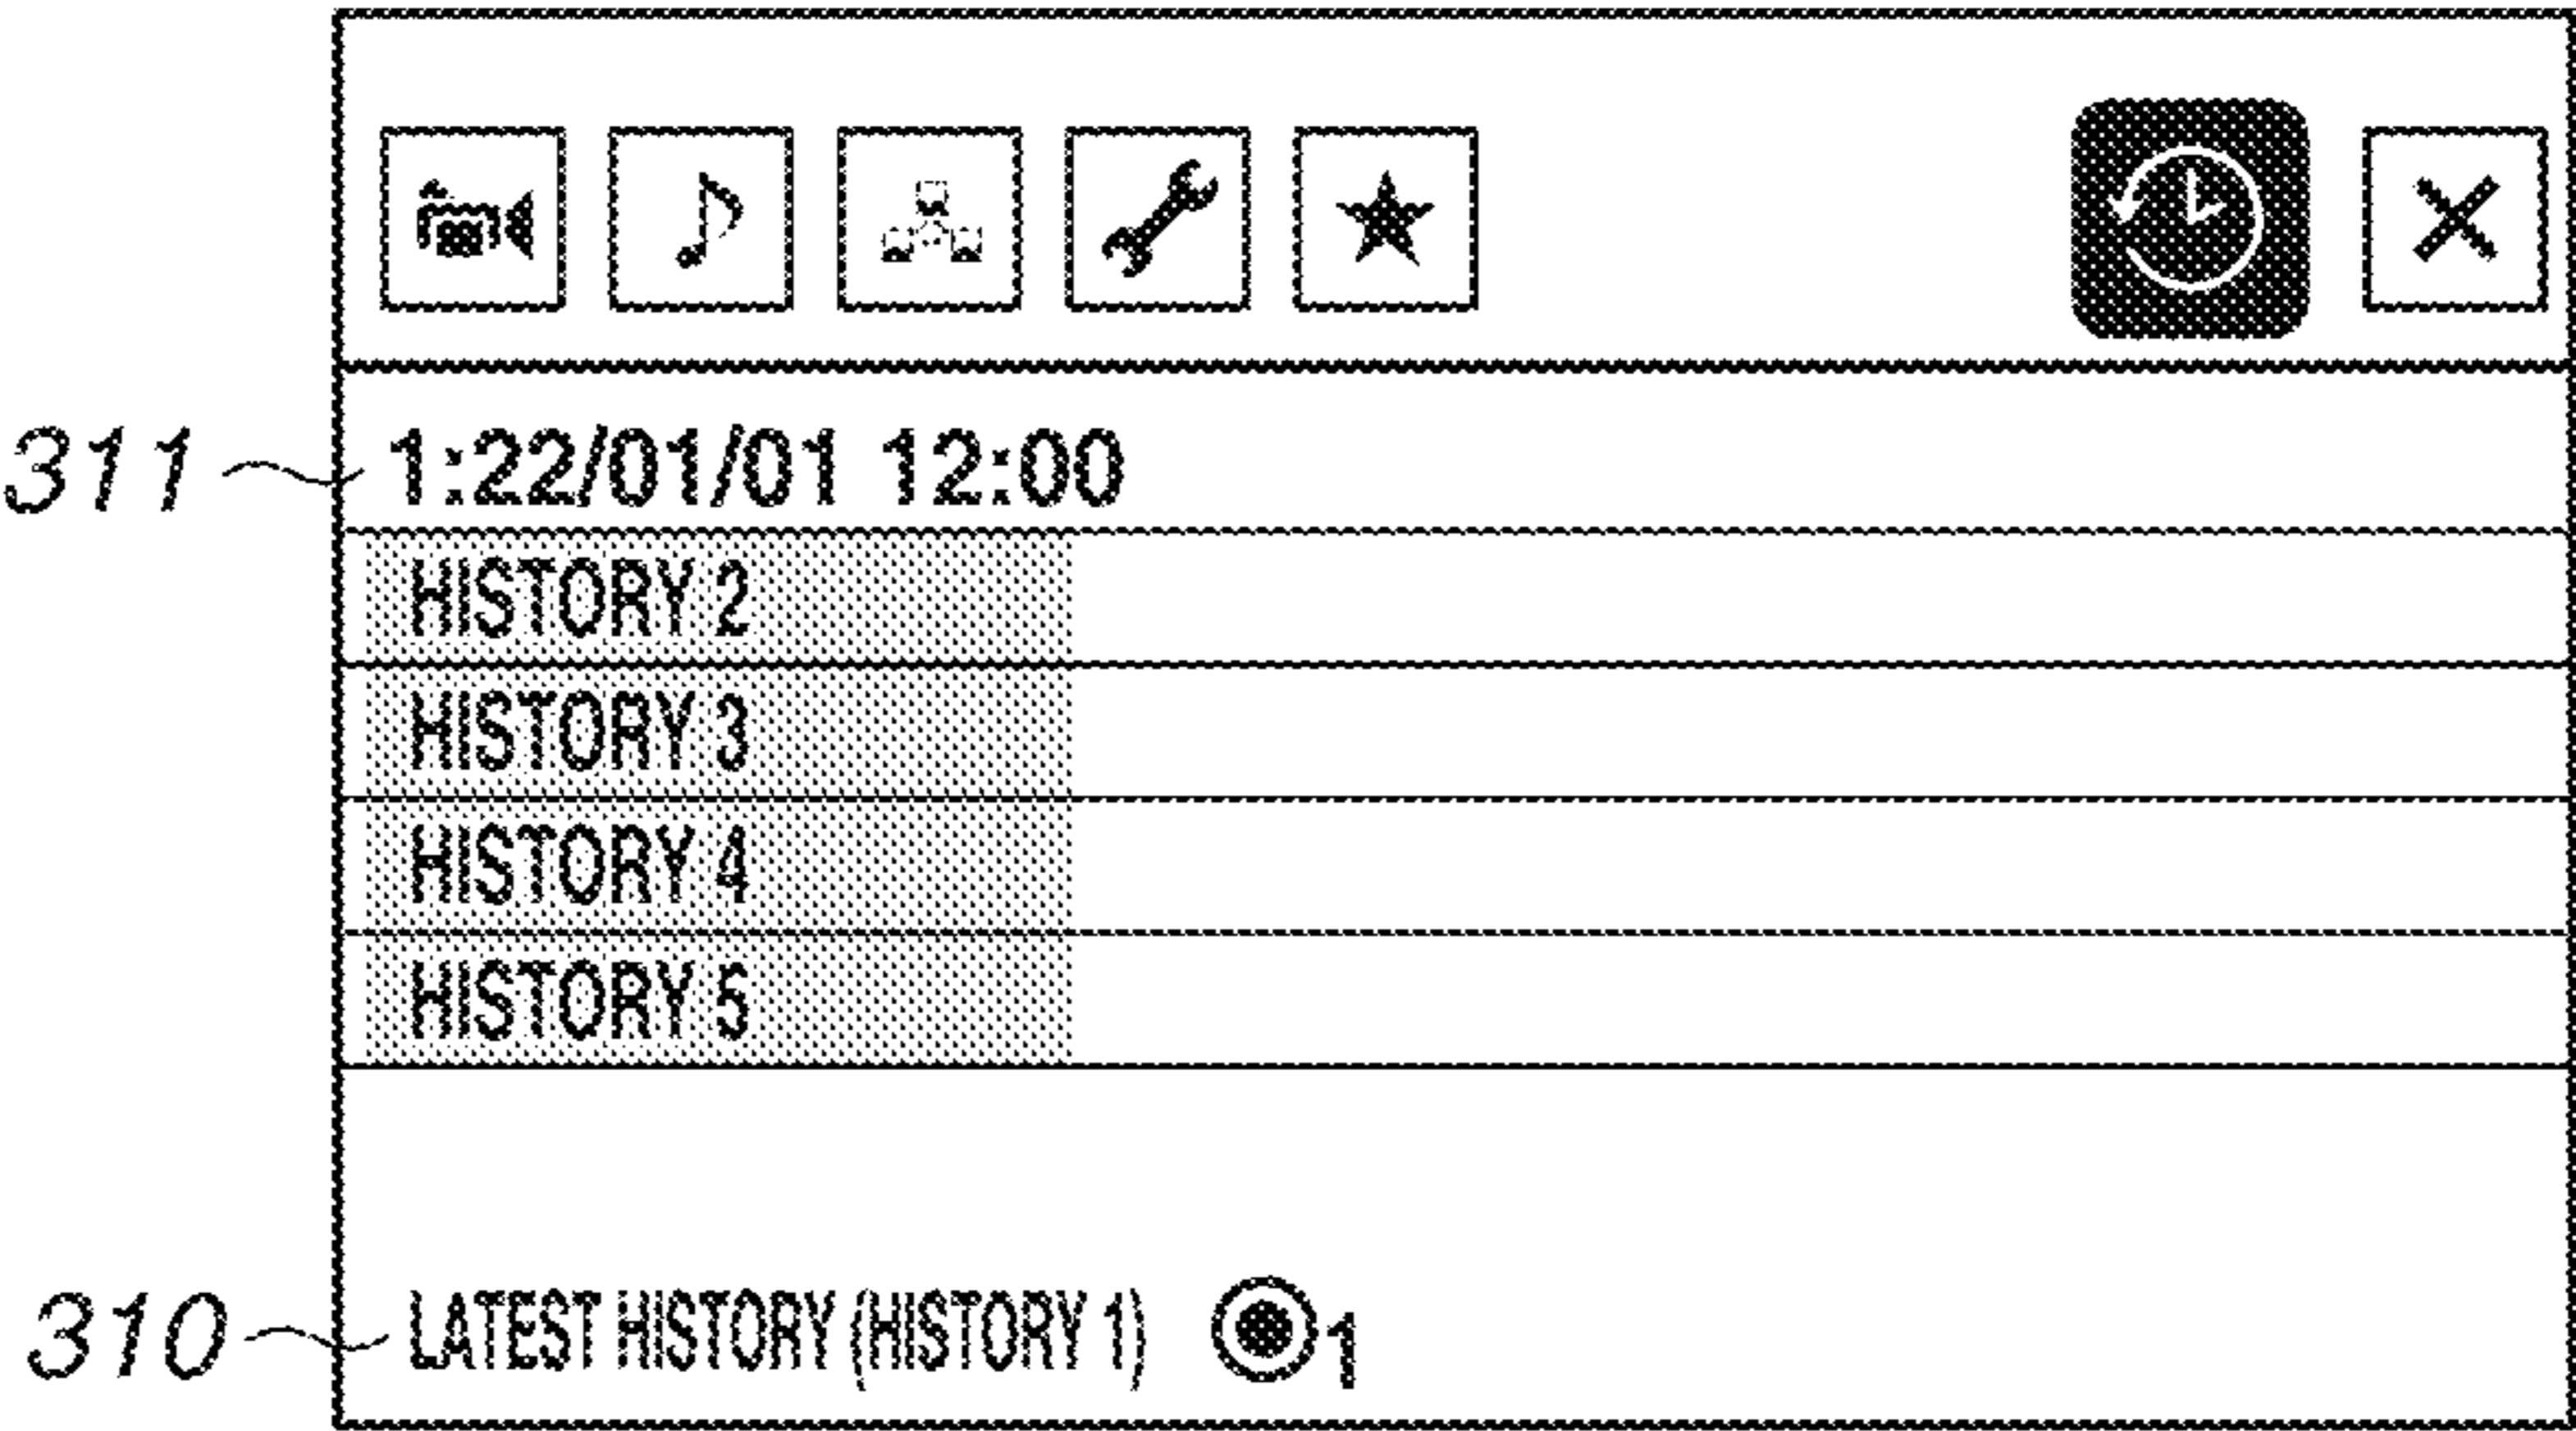 311 1:22/01/01 12:00
HISTORY 2
HISTORY 3
HISTORY 4
HISTORY 5
310 LATEST HISTORY (HISTORY 1) 1